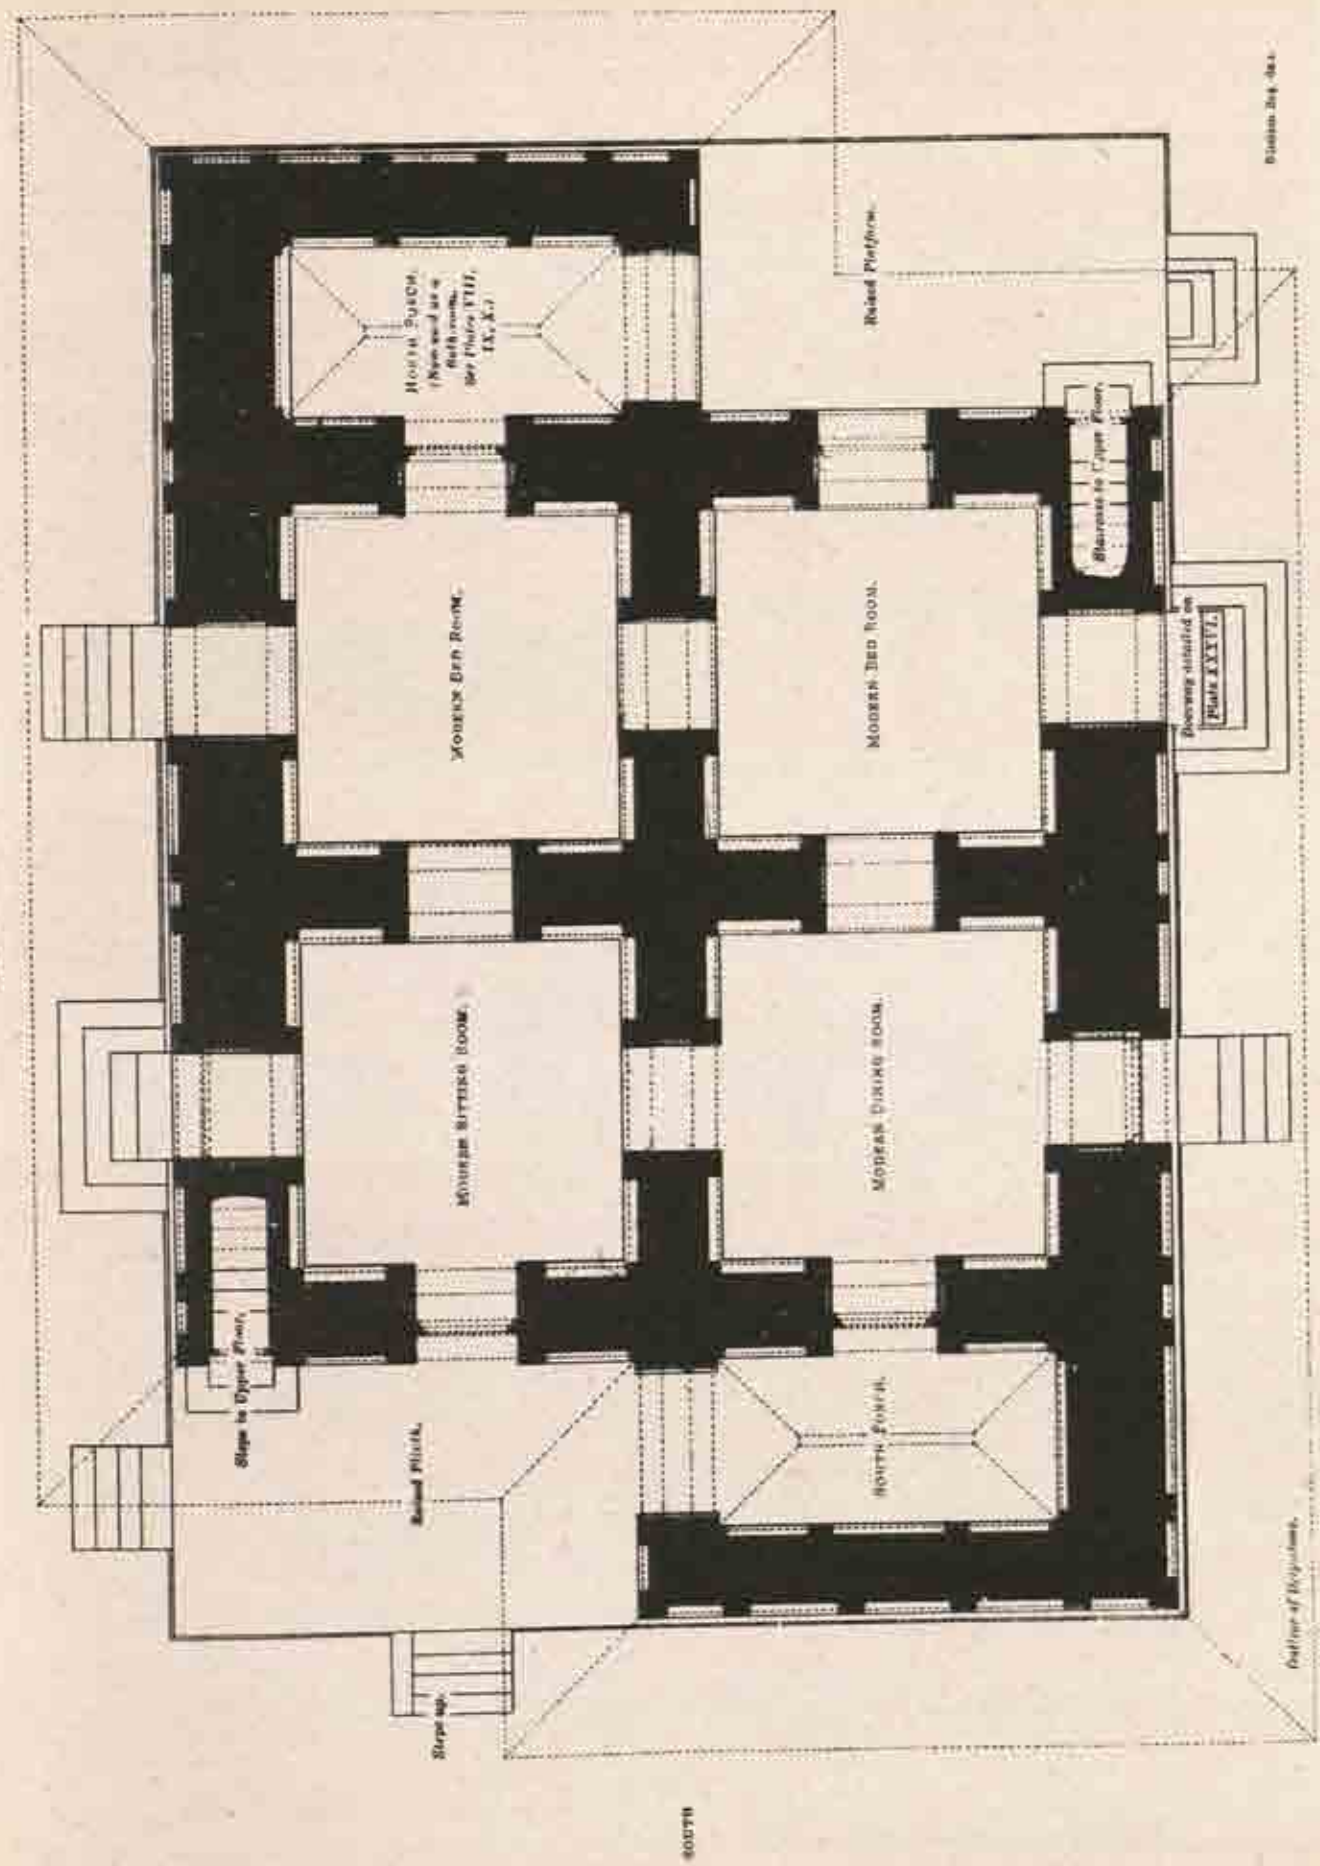 NORTH PORCH.
(Now used as a
Bath-room.
See Plates VIII,
IX, X.)
Raised Platform.
Staircase to Upper Floor.
MODERN BED ROOM.
MODERN BED ROOM.
Doorway detailed on
Plate XXXVI.
MODERN SITTING ROOM.
MODERN DINING ROOM.
Steps to Upper Floor.
Raised Plinth.
SOUTH PORCH.
Steps up.
Outline of
SOUTH